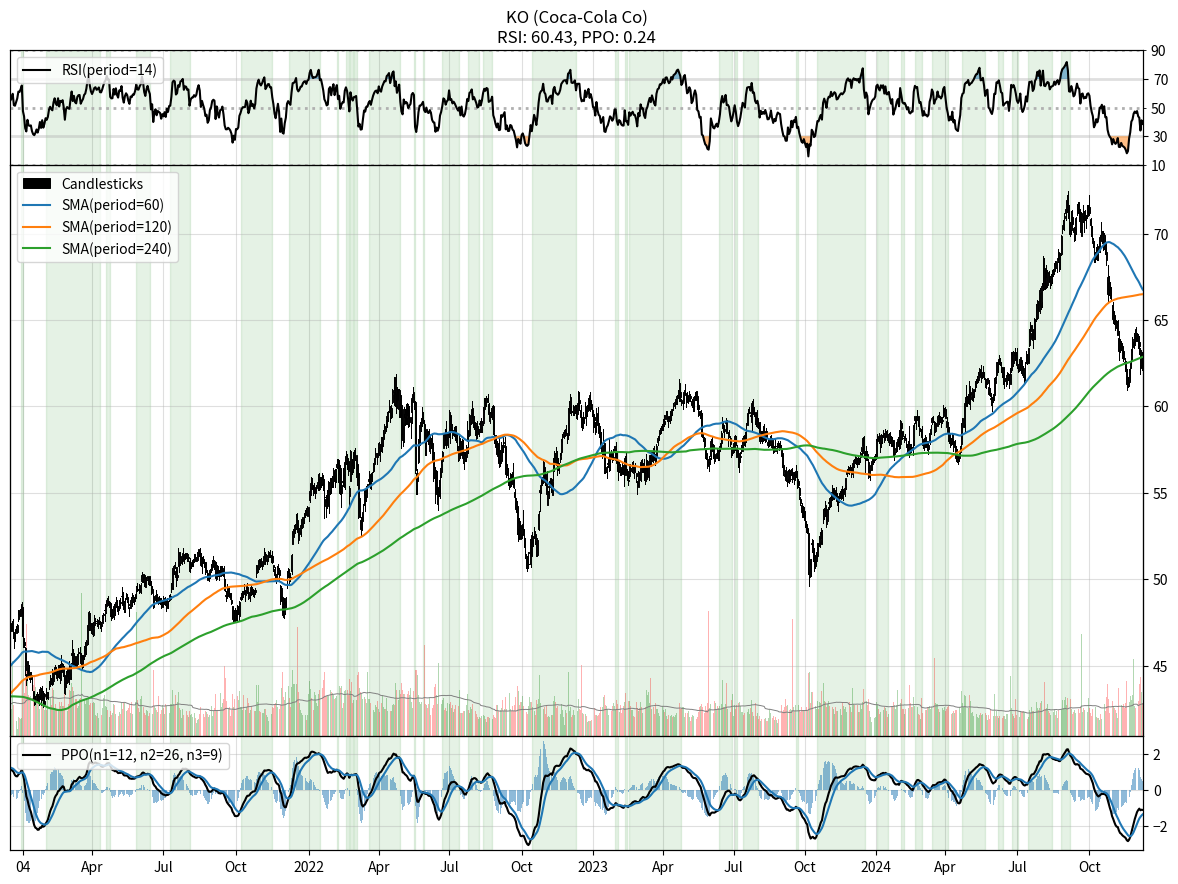 KO (Coca-Cola Co)
RSI: 60.43, PPO: 0.24
RSI(period=14)
90
70
50
30
10
Candlesticks
SMA(period=60)
SMA(period=120)
SMA(period=240)
70
65
60
55
50
45
PPO(n1=12, n2=26, n3=9)
2
0
−2
04 Apr Jul Oct 2022 Apr Jul Oct 2023 Apr Jul Oct 2024 Apr Jul Oct